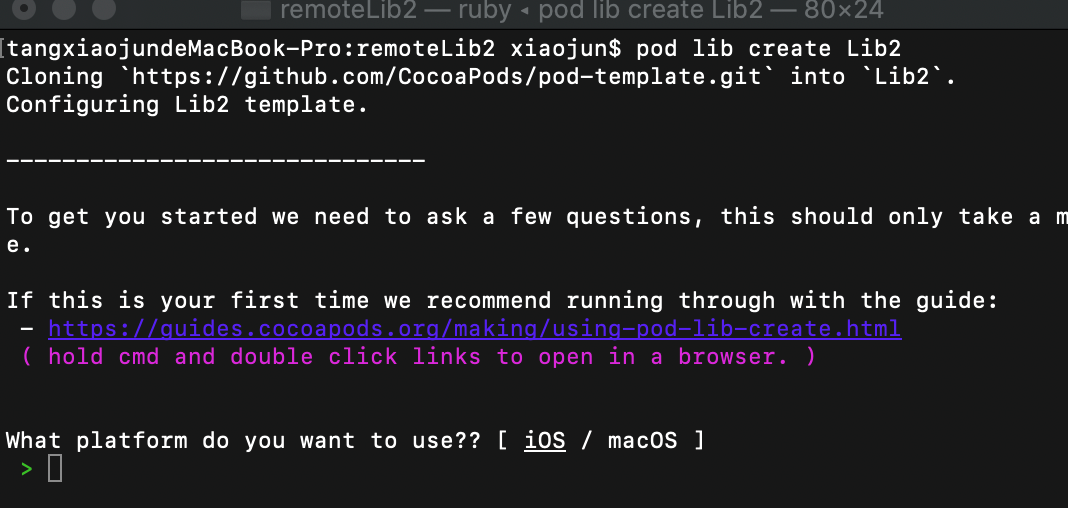 remoteLib2 — ruby ◂ pod lib create Lib2 — 80×24
tangxiaojundeMacBook-Pro:remoteLib2 xiaojun$ pod lib create Lib2
Cloning `https://github.com/CocoaPods/pod-template.git` into `Lib2`.
Configuring Lib2 template.
------------------------------
To get you started we need to ask a few questions, this should only take a m
e.
If this is your first time we recommend running through with the guide:
- https://guides.cocoapods.org/making/using-pod-lib-create.html
( hold cmd and double click links to open in a browser. )
What platform do you want to use?? [ iOS / macOS ]
>